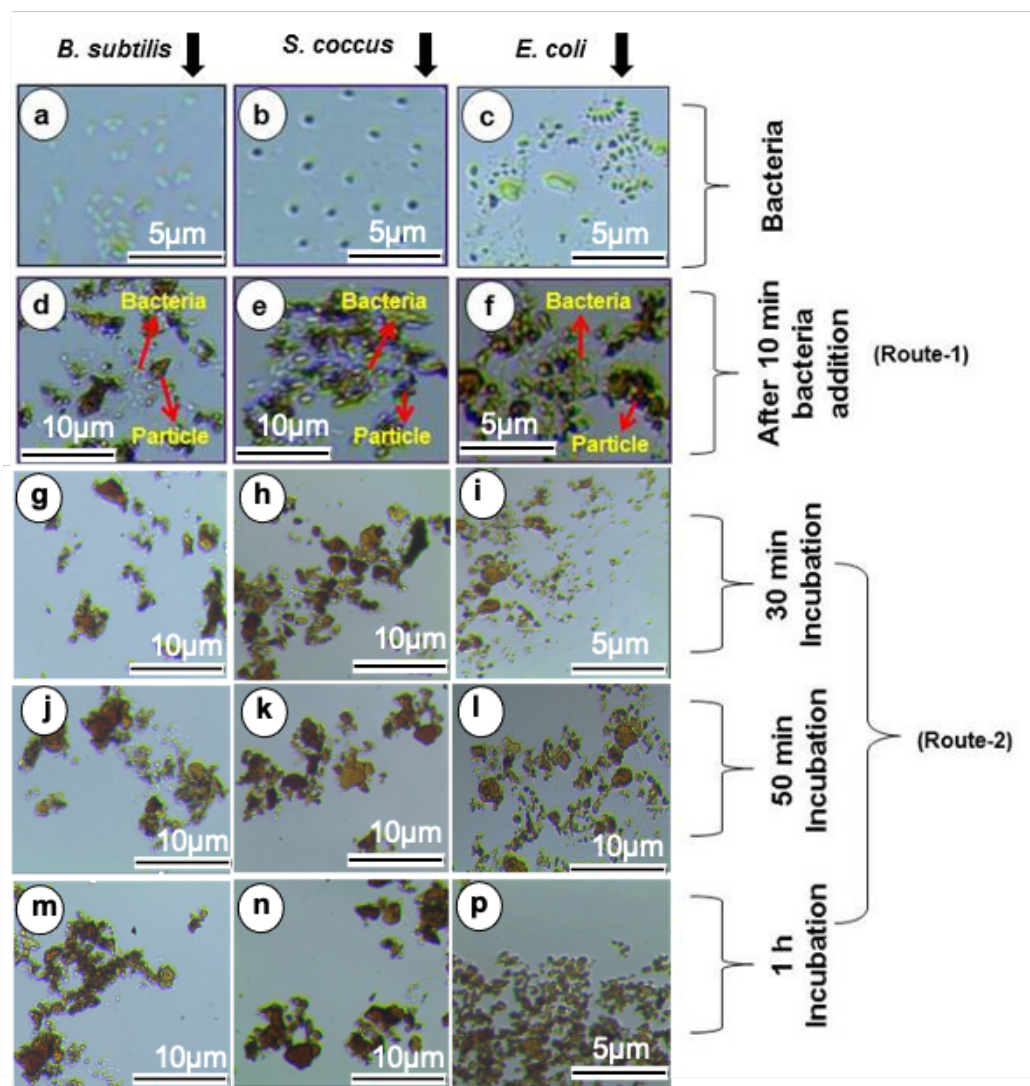 B. subtilis
S. coccus
E. coli
a
b
c
5µm
5µm
5µm
Bacteria
d
e
f
Bacteria
Bacteria
Bacteria
Particle
Particle
Particle
10µm
10µm
5µm
After 10 min
bacteria
addition
(Route-1)
g
h
i
10µm
10µm
5µm
30 min
Incubation
j
k
l
10µm
10µm
10µm
50 min
Incubation
(Route-2)
m
n
p
10µm
10µm
5µm
1 h
Incubation